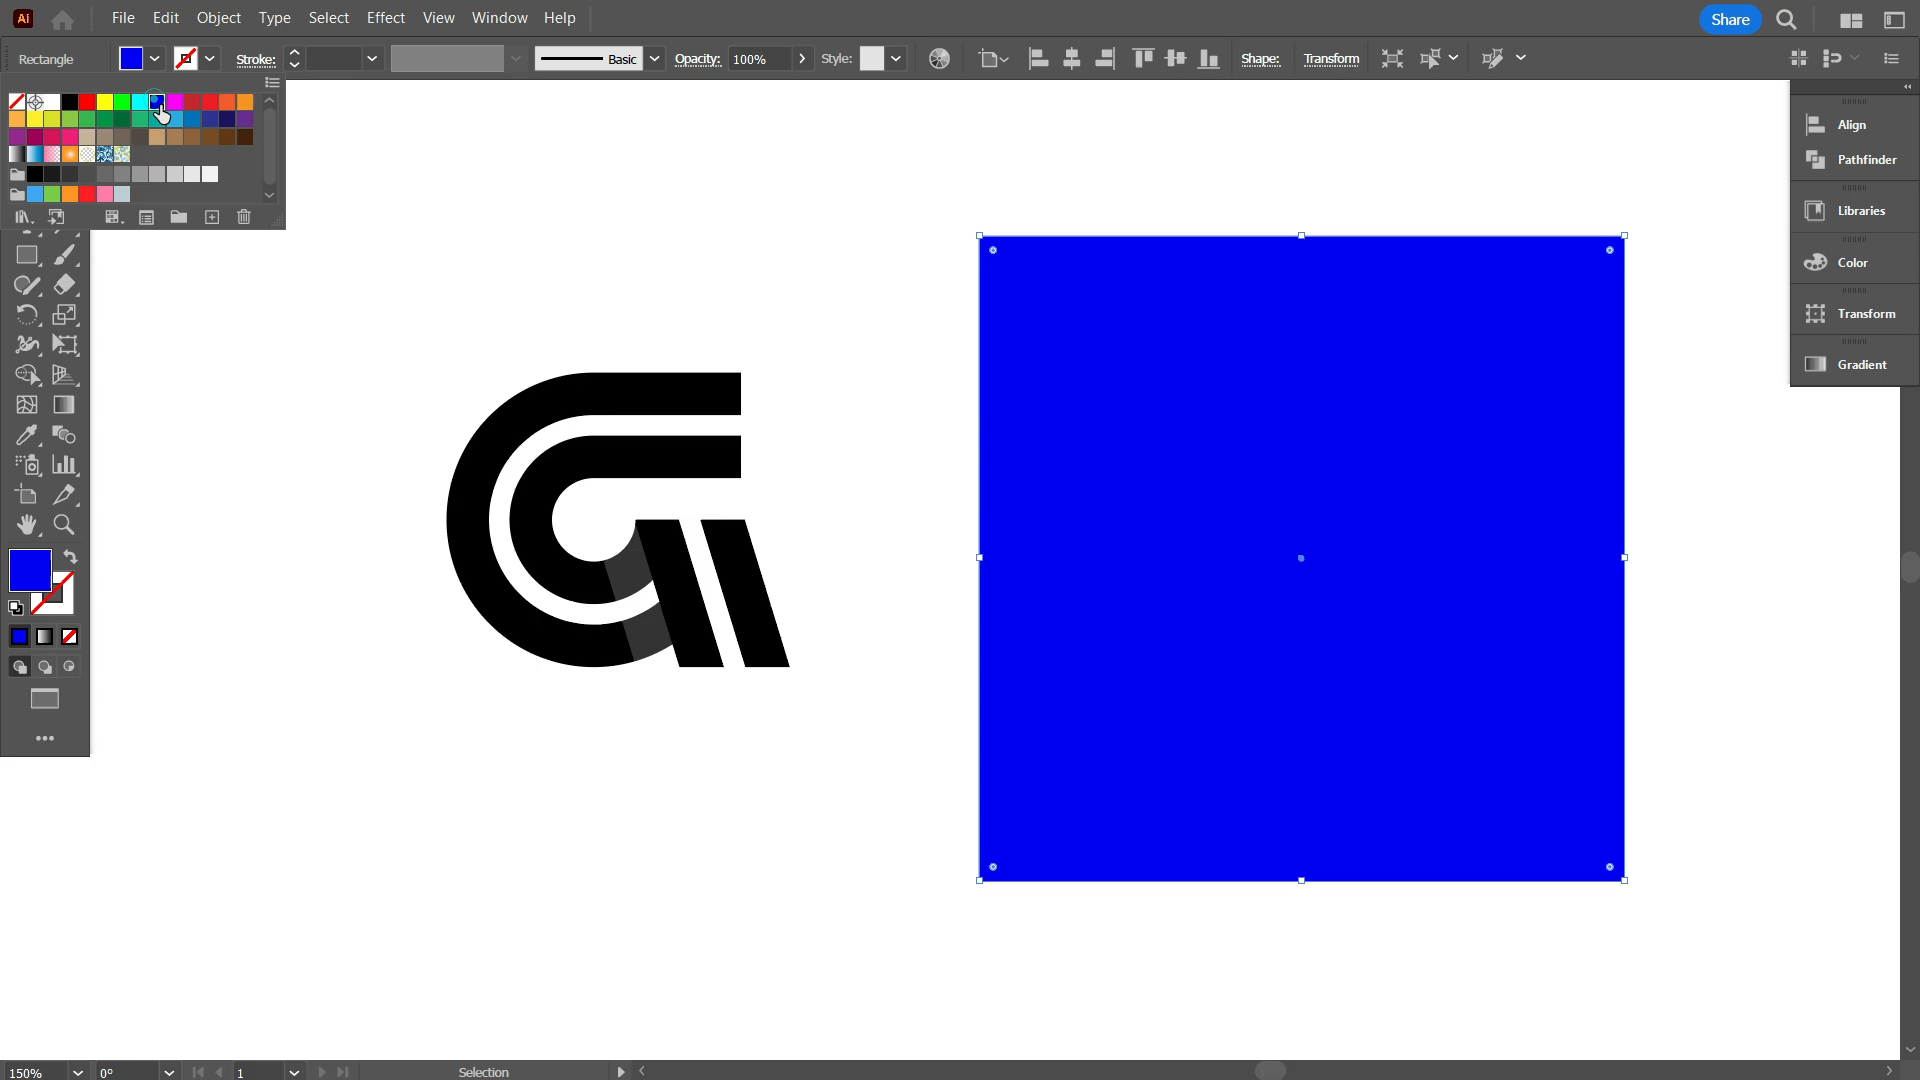 Ai File Edit Object Type Select Effect View Window Help Share
Rectangle Stroke: Basic Opacity: 100% Style: Shape: Transform
Align
Pathfinder
Libraries
Color
Transform
Gradient
150% 0° 1 Selection